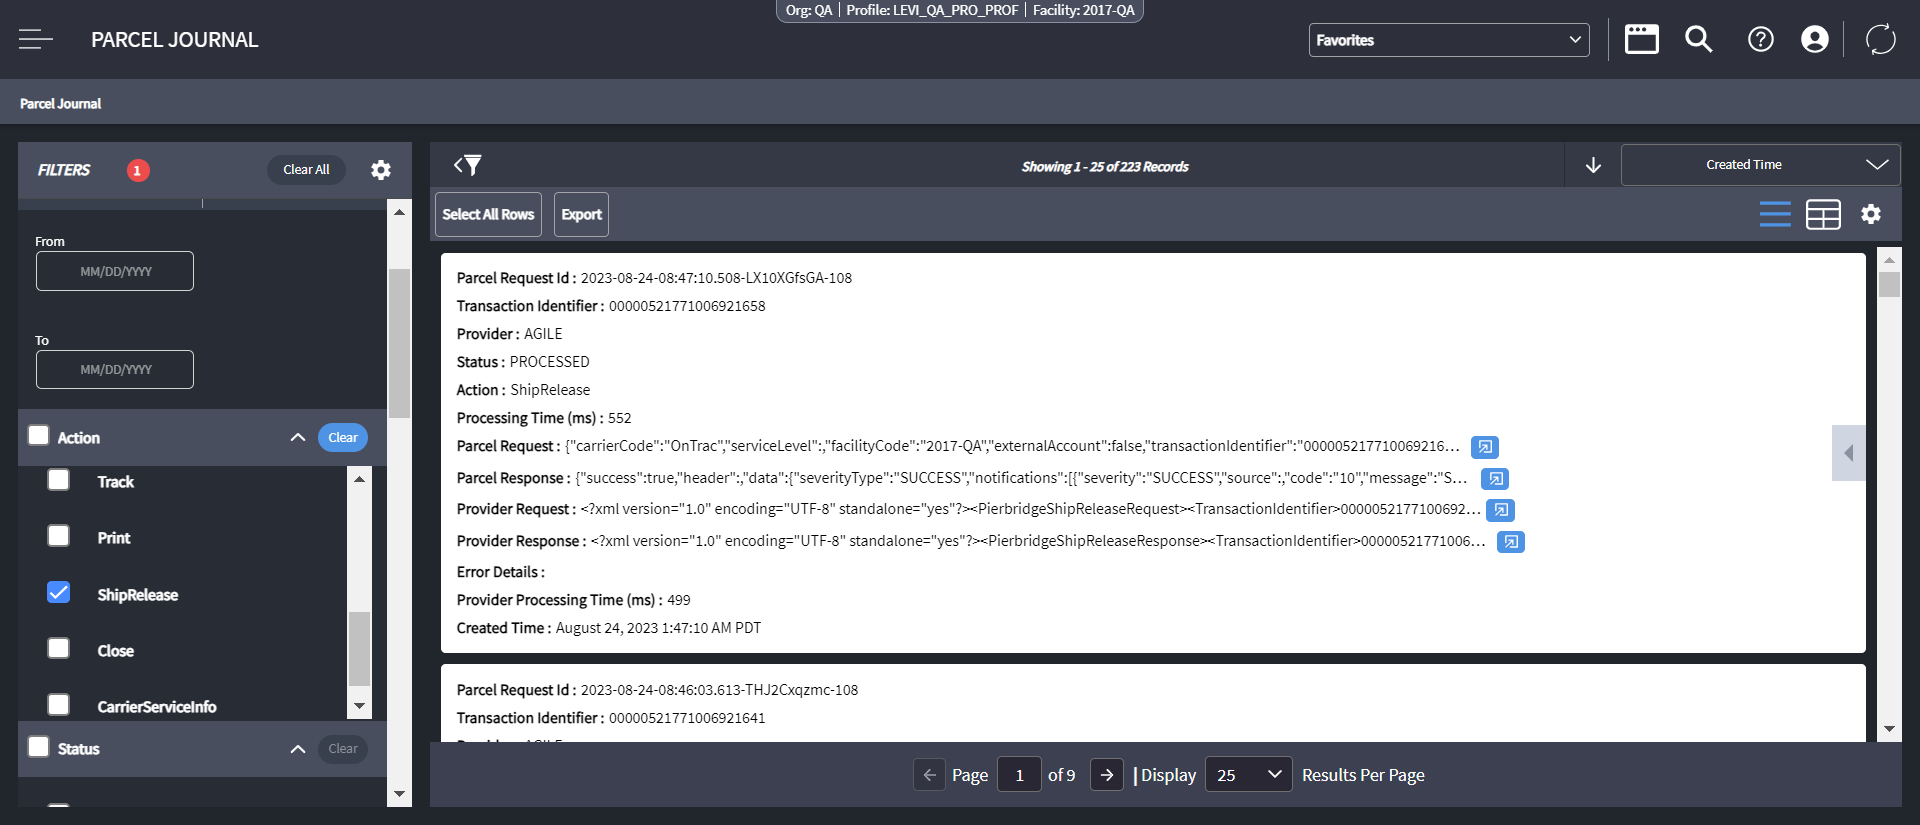 Org: QA | Profile: LEVI_QA_PRO_PROF | Facility: 2017-QA
PARCEL JOURNAL
Favorites
Parcel Journal
FILTERS 1 Clear All
From
MM/DD/YYYY
To
MM/DD/YYYY
Action Clear
Track
Print
ShipRelease
Close
CarrierServiceInfo
Status Clear
Showing 1 - 25 of 223 Records
Created Time
Select All Rows Export
Parcel Request Id : 2023-08-24-08:47:10.508-LX10XGfsGA-108
Transaction Identifier : 00000521771006921658
Provider : AGILE
Status : PROCESSED
Action : ShipRelease
Processing Time (ms) : 552
Parcel Request : {"carrierCode":"OnTrac","serviceLevel":,"facilityCode":"2017-QA","externalAccount":false,"transactionIdentifier":"000005217710069216...
Parcel Response : {"success":true,"header":,"data":{"severityType":"SUCCESS","notifications":[[{"severity":"SUCCESS","source":,"code":"10","message":"S...
Provider Request : <?xml version="1.0" encoding="UTF-8" standalone="yes"?><PierbridgeShipReleaseRequest><TransactionIdentifier>0000052177100692...
Provider Response : <?xml version="1.0" encoding="UTF-8" standalone="yes"?><PierbridgeShipReleaseResponse><TransactionIdentifier>00000521771006...
Error Details :
Provider Processing Time (ms) : 499
Created Time : August 24, 2023 1:47:10 AM PDT
Parcel Request Id : 2023-08-24-08:46:03.613-THJ2Cxqzmc-108
Transaction Identifier : 00000521771006921641
Page 1 of 9 | Display 25 Results Per Page